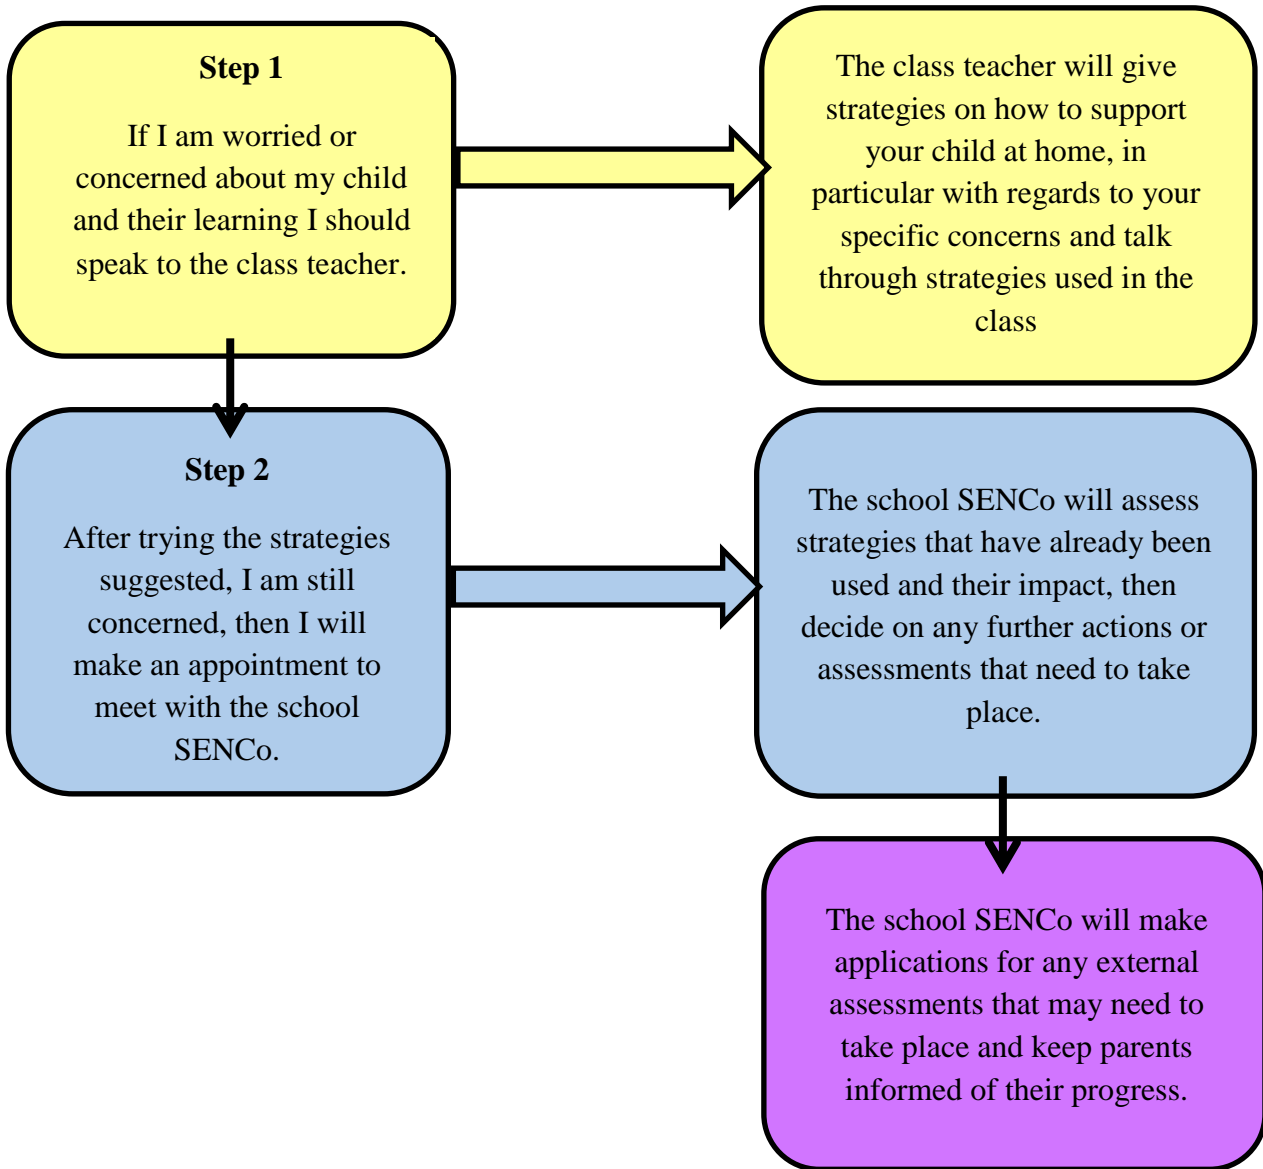 Step 1
If I am worried or
concerned about my child
and their learning I should
speak to the class teacher.
The class teacher will give
strategies on how to support
your child at home, in
particular with regards to your
specific concerns and talk
through strategies used in the
class
Step 2
After trying the strategies
suggested, I am still
concerned, then I will
make an appointment to
meet with the school
SENCo.
The school SENCo will assess
strategies that have already been
used and their impact, then
decide on any further actions or
assessments that need to take
place.
The school SENCo will make
applications for any external
assessments that may need to
take place and keep parents
informed of their progress.